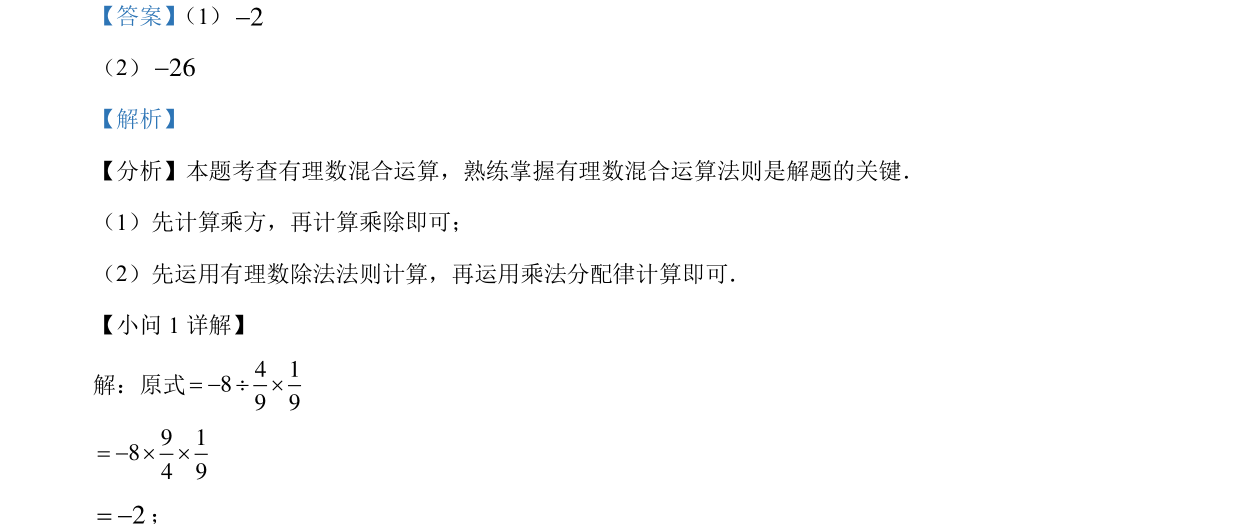 【答案】（1）−2
（2）−26
【解析】
【分析】本题考查有理数混合运算，熟练掌握有理数混合运算法则是解题的关键．
（1）先计算乘方，再计算乘除即可；
（2）先运用有理数除法法则计算，再运用乘法分配律计算即可．
【小问 1 详解】
解：原式＝−8÷4/9×1/9
＝−8×9/4×1/9
＝−2；